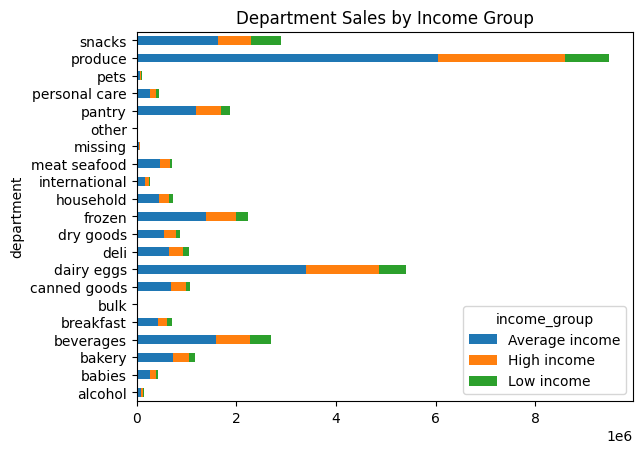 Department Sales by Income Group
department
snacks
produce
pets
personal care
pantry
other
missing
meat seafood
international
household
frozen
dry goods
deli
dairy eggs
canned goods
bulk
breakfast
beverages
bakery
babies
alcohol
income_group
Average income
High income
Low income
0 2 4 6 8
1e6